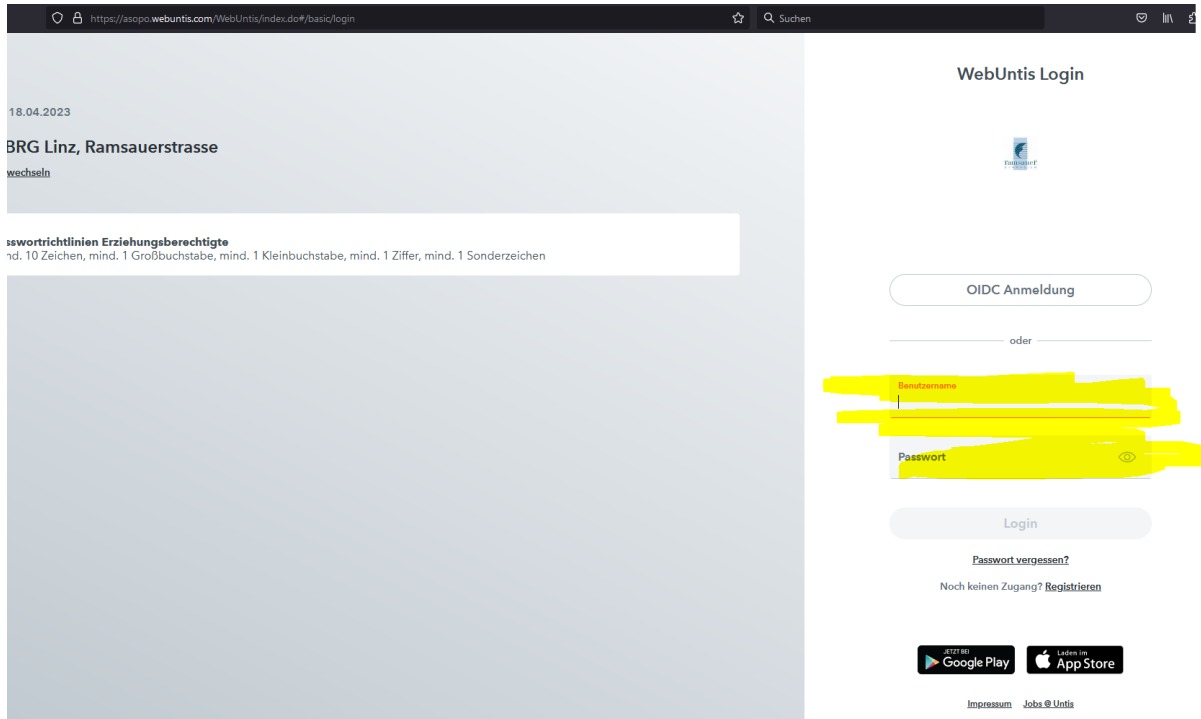 https://asopo.webuntis.com/WebUntis/index.do#/basic/login
Suchen
18.04.2023
BRG Linz, Ramsauerstrasse
wechseln
sswortrichtlinien Erziehungsberechtigte
nd. 10 Zeichen, mind. 1 Großbuchstabe, mind. 1 Kleinbuchstabe, mind. 1 Ziffer, mind. 1 Sonderzeichen
WebUntis Login
ramsauer
OIDC Anmeldung
oder
Benutzername
Passwort
Login
Passwort vergessen?
Noch keinen Zugang? Registrieren
JETZT BEI
Google Play
Laden im
App Store
Impressum Jobs @ Untis